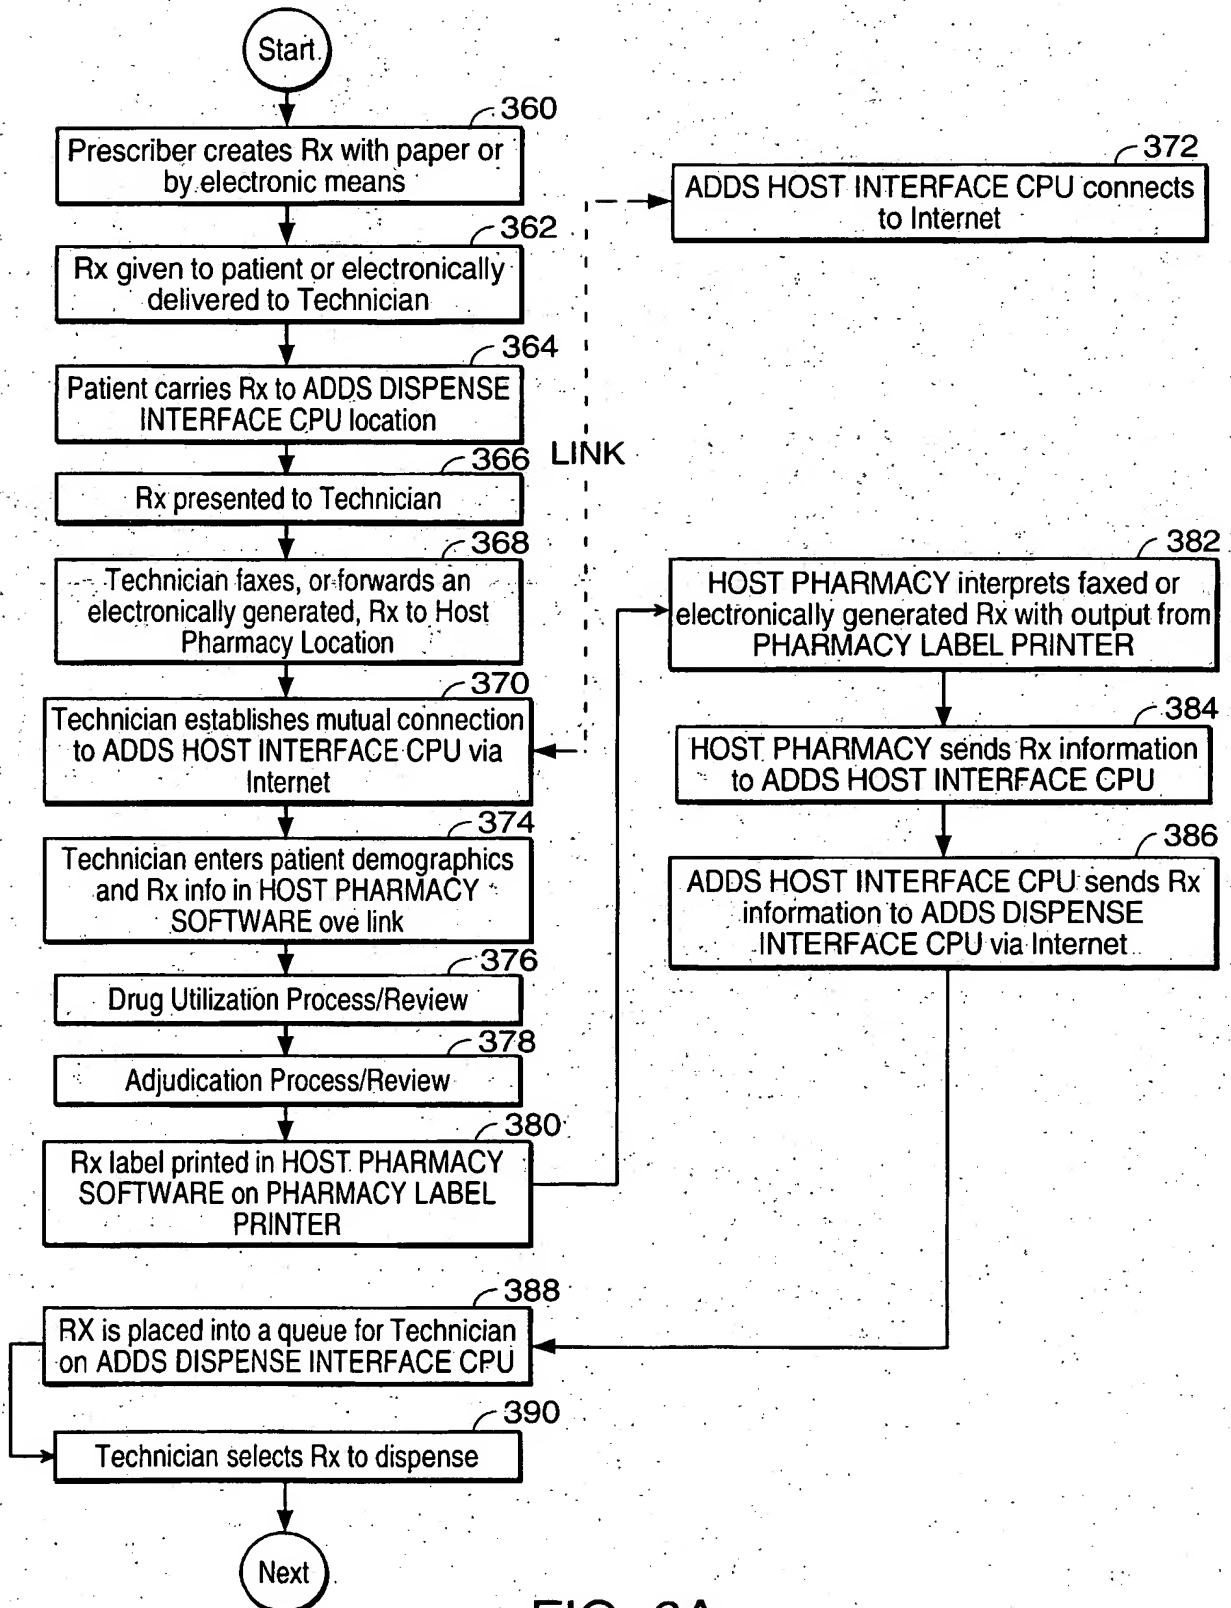 Start
360
Prescriber creates Rx with paper or
by electronic means
362
Rx given to patient or electronically
delivered to Technician
364
Patient carries Rx to ADDS DISPENSE
INTERFACE CPU location
366
Rx presented to Technician
368
Technician faxes, or forwards an
electronically generated, Rx to Host
Pharmacy Location
370
Technician establishes mutual connection
to ADDS HOST INTERFACE CPU via
Internet
LINK
372
ADDS HOST INTERFACE CPU connects
to Internet
374
Technician enters patient demographics
and Rx info in HOST PHARMACY
SOFTWARE ove link
376
Drug Utilization Process/Review
378
Adjudication Process/Review
380
Rx label printed in HOST PHARMACY
SOFTWARE on PHARMACY LABEL
PRINTER
382
HOST PHARMACY interprets faxed or
electronically generated Rx with output from
PHARMACY LABEL PRINTER
384
HOST PHARMACY sends Rx information
to ADDS HOST INTERFACE CPU
386
ADDS HOST INTERFACE CPU sends Rx
information to ADDS DISPENSE
INTERFACE CPU via Internet
388
RX is placed into a queue for Technician
on ADDS DISPENSE INTERFACE CPU
390
Technician selects Rx to dispense
Next